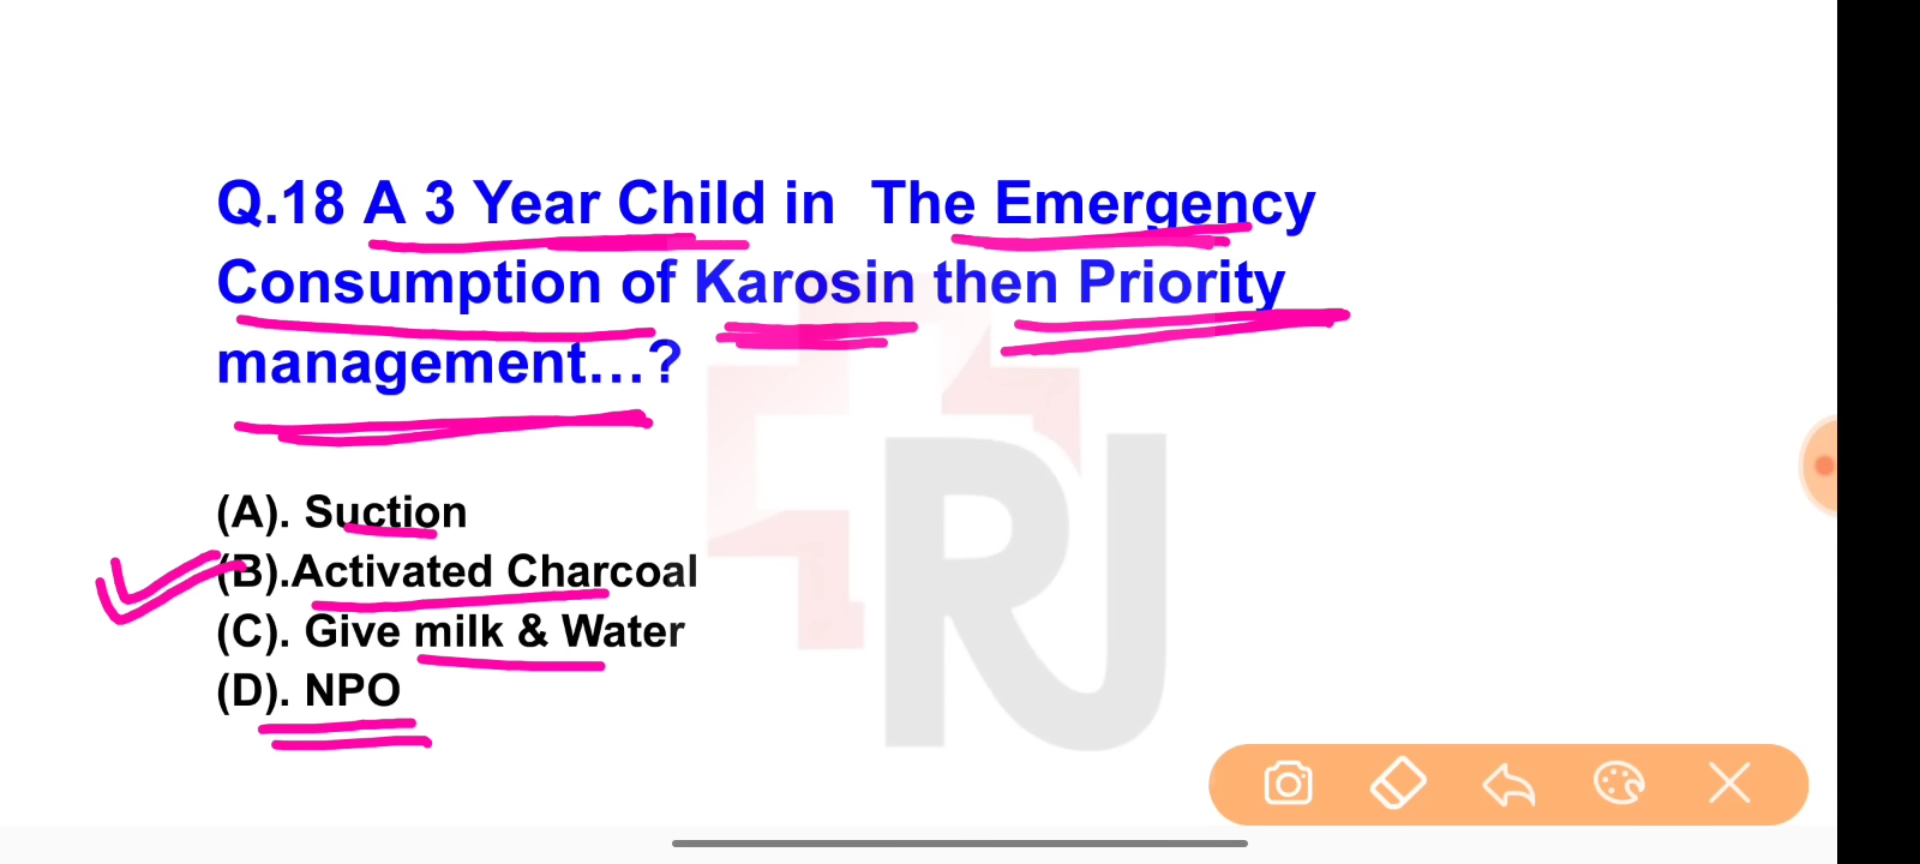 Q.18 A 3 Year Child in The Emergency
Consumption of Karosin then Priority
management...?
(A). Suction
(B).Activated Charcoal
(C). Give milk & Water
(D). NPO
RJ